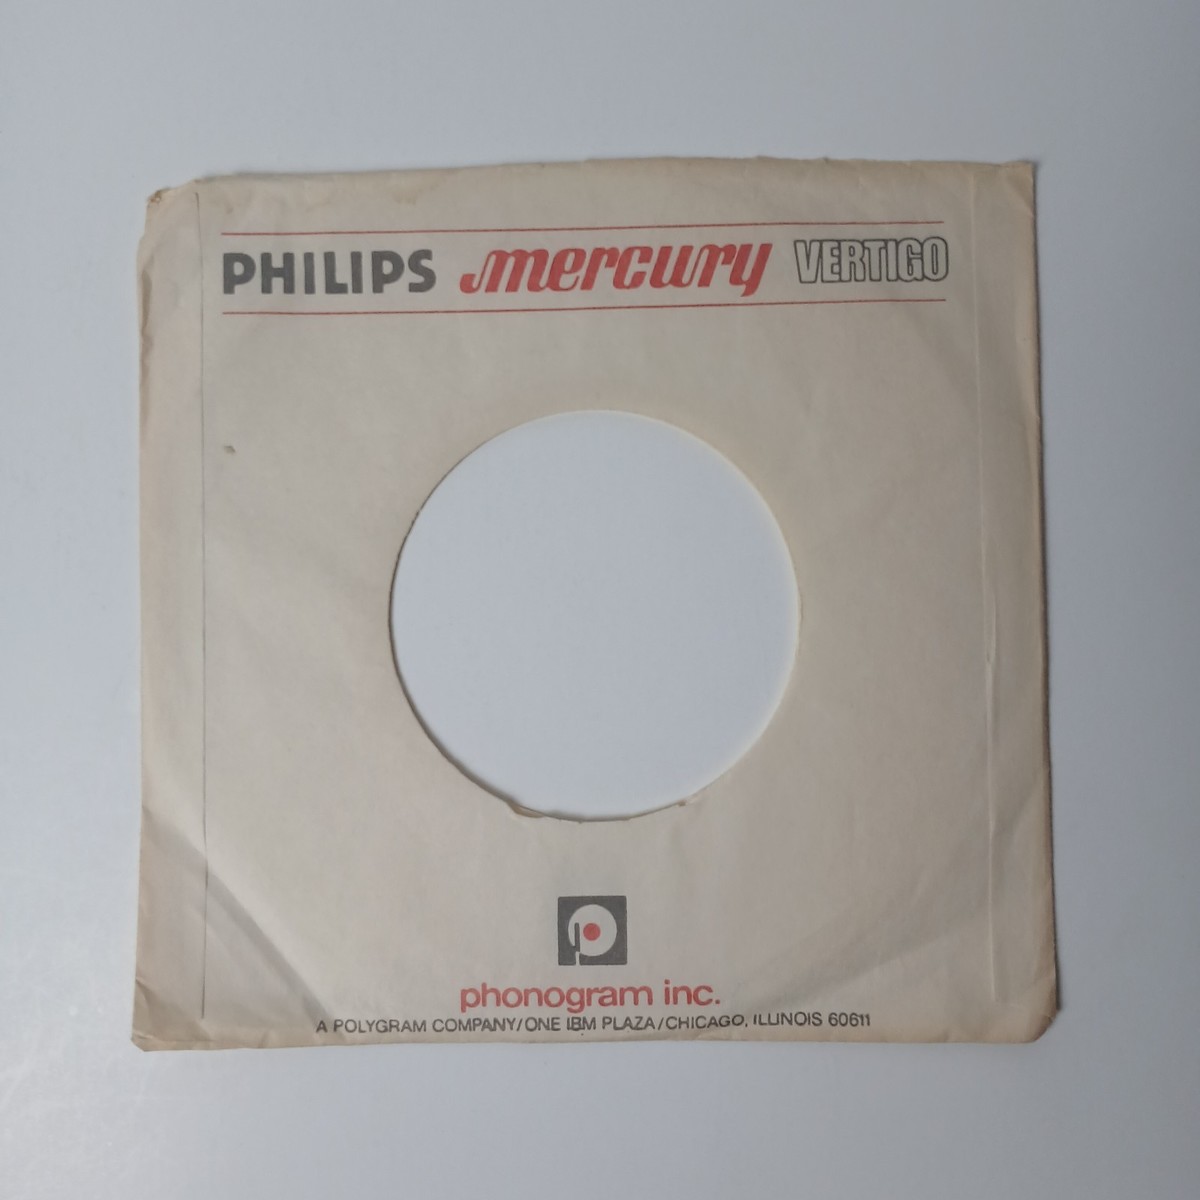 PHILIPS mercury VERTIGO
phonogram inc.
A POLYGRAM COMPANY/ONE IBM PLAZA/CHICAGO, ILLINOIS 60611